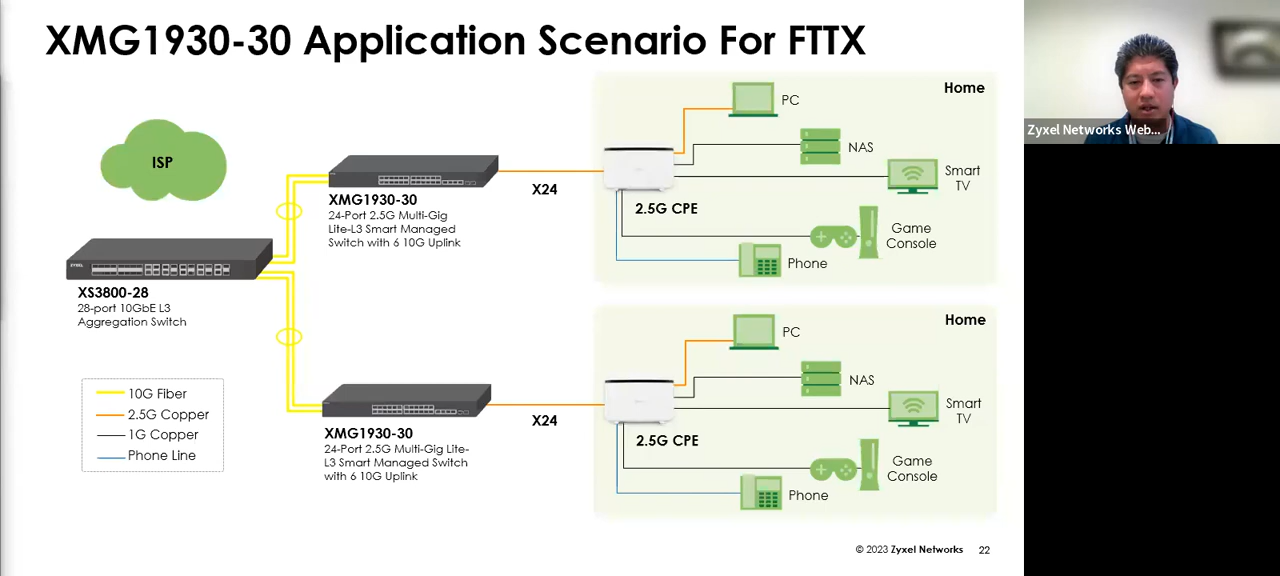 XMG1930-30 Application Scenario For FTTX
ISP
XS3800-28
28-port 10GbE L3
Aggregation Switch
ZYXEL
10G Fiber
2.5G Copper
1G Copper
Phone Line
XMG1930-30
24-Port 2.5G Multi-Gig
Lite-L3 Smart Managed
Switch with 6 10G Uplink
X24
Home
PC
NAS
Smart
TV
2.5G CPE
Game
Console
Phone
XMG1930-30
24-Port 2.5G Multi-Gig Lite-
L3 Smart Managed Switch
with 6 10G Uplink
X24
Home
PC
NAS
Smart
TV
2.5G CPE
Game
Console
Phone
© 2023 Zyxel Networks 22
Zyxel Networks Web...